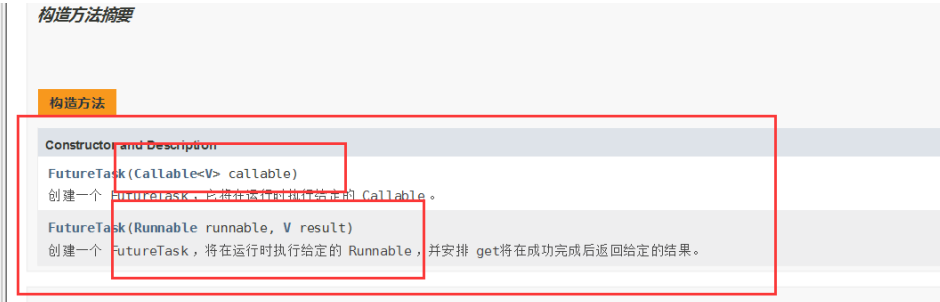 构造方法摘要
构造方法
Constructor and Description
FutureTask(Callable<V> callable)
创建一个 FutureTask，它将在运行时执行给定的 Callable 。
FutureTask(Runnable runnable, V result)
创建一个 FutureTask，将在运行时执行给定的 Runnable，并安排 get将在成功完成后返回给定的结果。